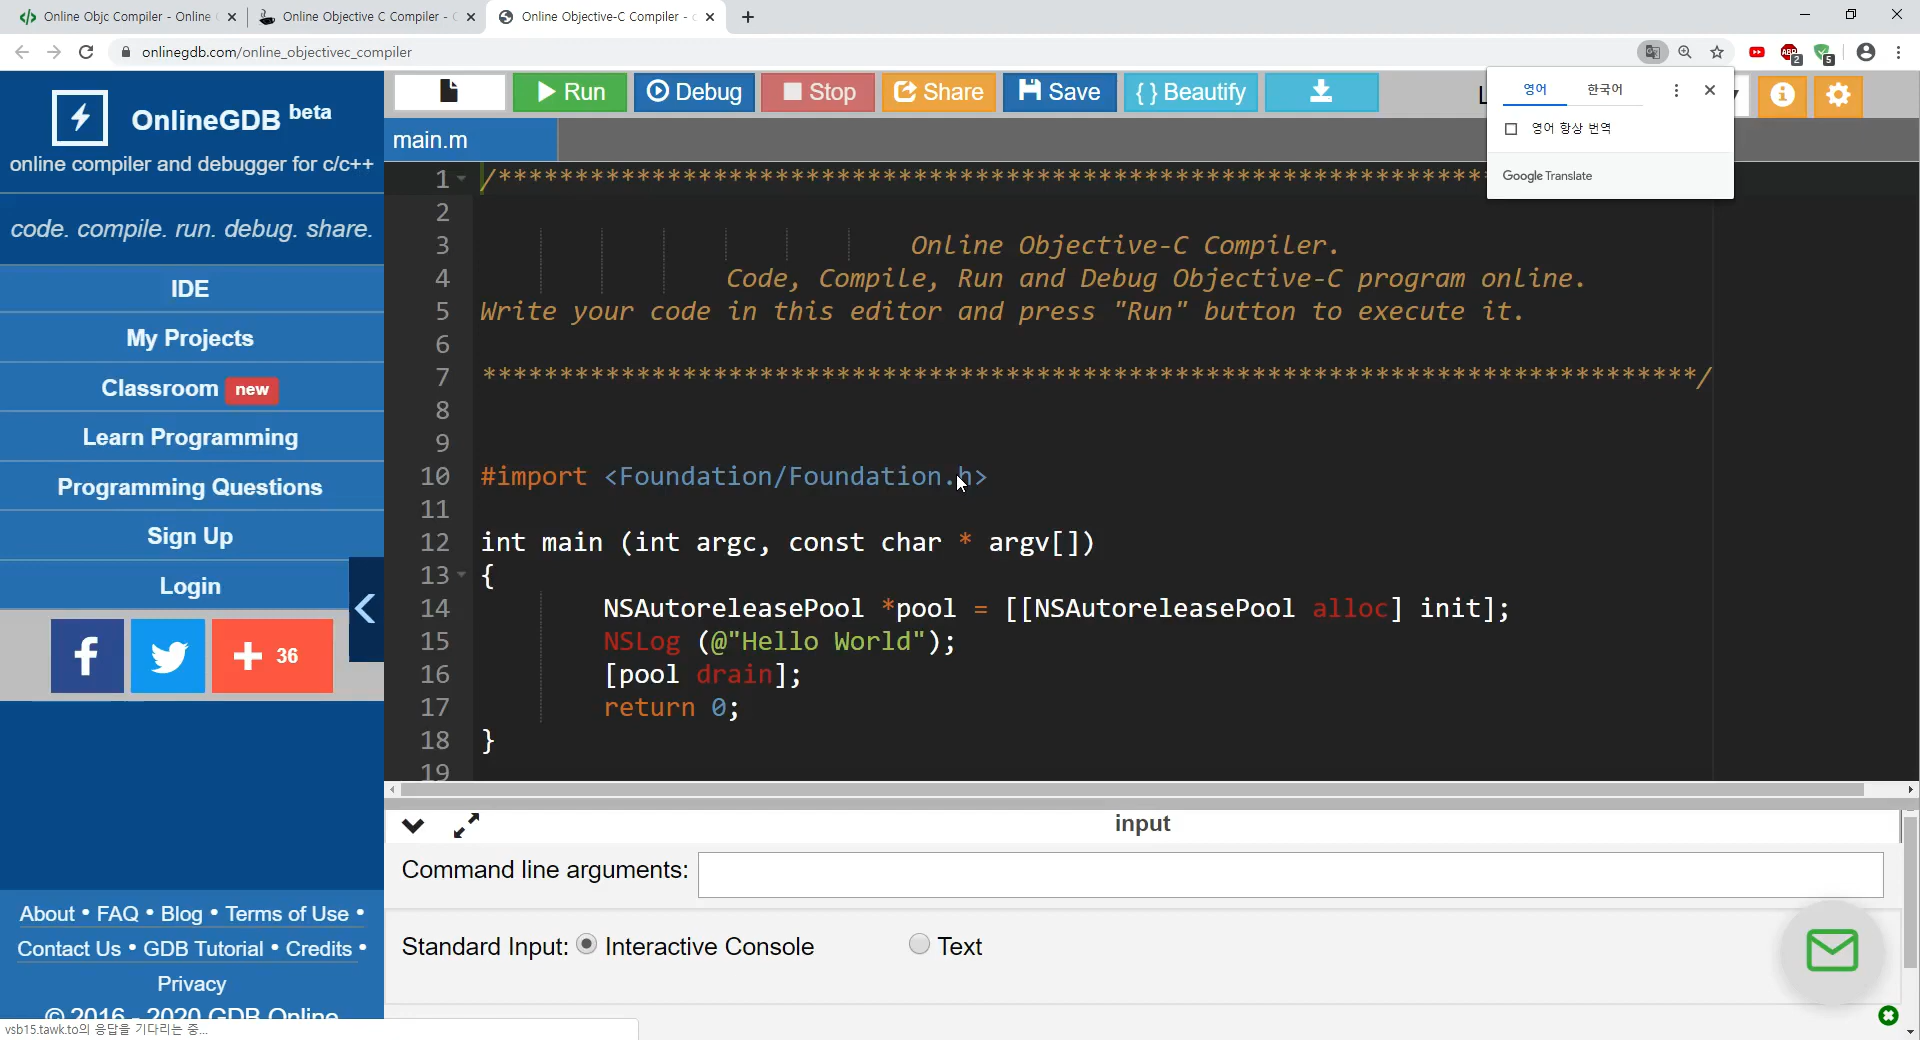 Online Objc Compiler - Online
Online Objective C Compiler -
Online Objective-C Compiler -
onlinegdb.com/online_objectivec_compiler
ABP
2
5
OnlineGDB beta
online compiler and debugger for c/c++
code. compile. run. debug. share.
IDE
My Projects
Classroom new
Learn Programming
Programming Questions
Sign Up
Login
f
+ 36
About • FAQ • Blog • Terms of Use •
Contact Us • GDB Tutorial • Credits •
Privacy
© 2016 - 2020 GDB Online
vsb15.tawk.to의 응답을 기다리는 중...
Run
Debug
Stop
Share
Save
{ } Beautify
L
영어
한국어
영어 항상 번역
Google Translate
main.m
1 /******************************************************************************
2
3 Online Objective-C Compiler.
4 Code, Compile, Run and Debug Objective-C program online.
5 Write your code in this editor and press "Run" button to execute it.
6
7 *******************************************************************************/
8
9
10 #import <Foundation/Foundation.h>
11
12 int main (int argc, const char * argv[])
13 {
14 NSAutoreleasePool *pool = [[NSAutoreleasePool alloc] init];
15 NSLog (@"Hello World");
16 [pool drain];
17 return 0;
18 }
19
input
Command line arguments:
Standard Input: Interactive Console Text